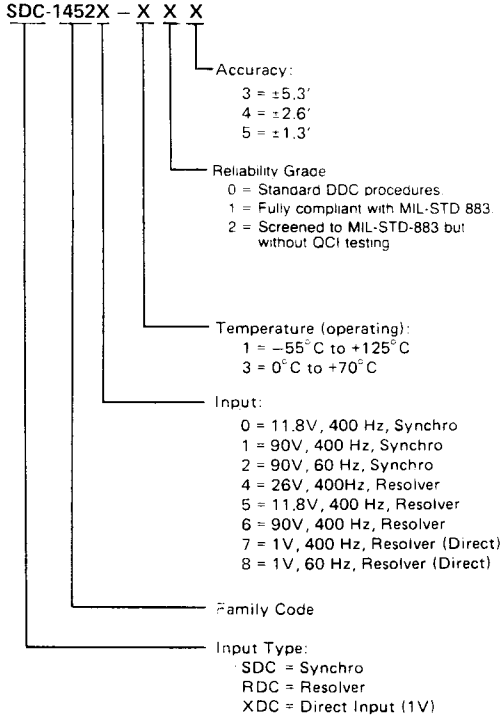 SDC-1452X – X X X
Accuracy:
3 = ±5.3′
4 = ±2.6′
5 = ±1.3′
Reliability Grade
0 = Standard DDC procedures.
1 = Fully compliant with MIL-STD 883.
2 = Screened to MIL-STD-883 but
without QCI testing
Temperature (operating):
1 = −55°C to +125°C
3 = 0°C to +70°C
Input:
0 = 11.8V, 400 Hz, Synchro
1 = 90V, 400 Hz, Synchro
2 = 90V, 60 Hz, Synchro
4 = 26V, 400Hz, Resolver
5 = 11.8V, 400 Hz, Resolver
6 = 90V, 400 Hz, Resolver
7 = 1V, 400 Hz, Resolver (Direct)
8 = 1V, 60 Hz, Resolver (Direct)
Family Code
Input Type:
SDC = Synchro
RDC = Resolver
XDC = Direct Input (1V)